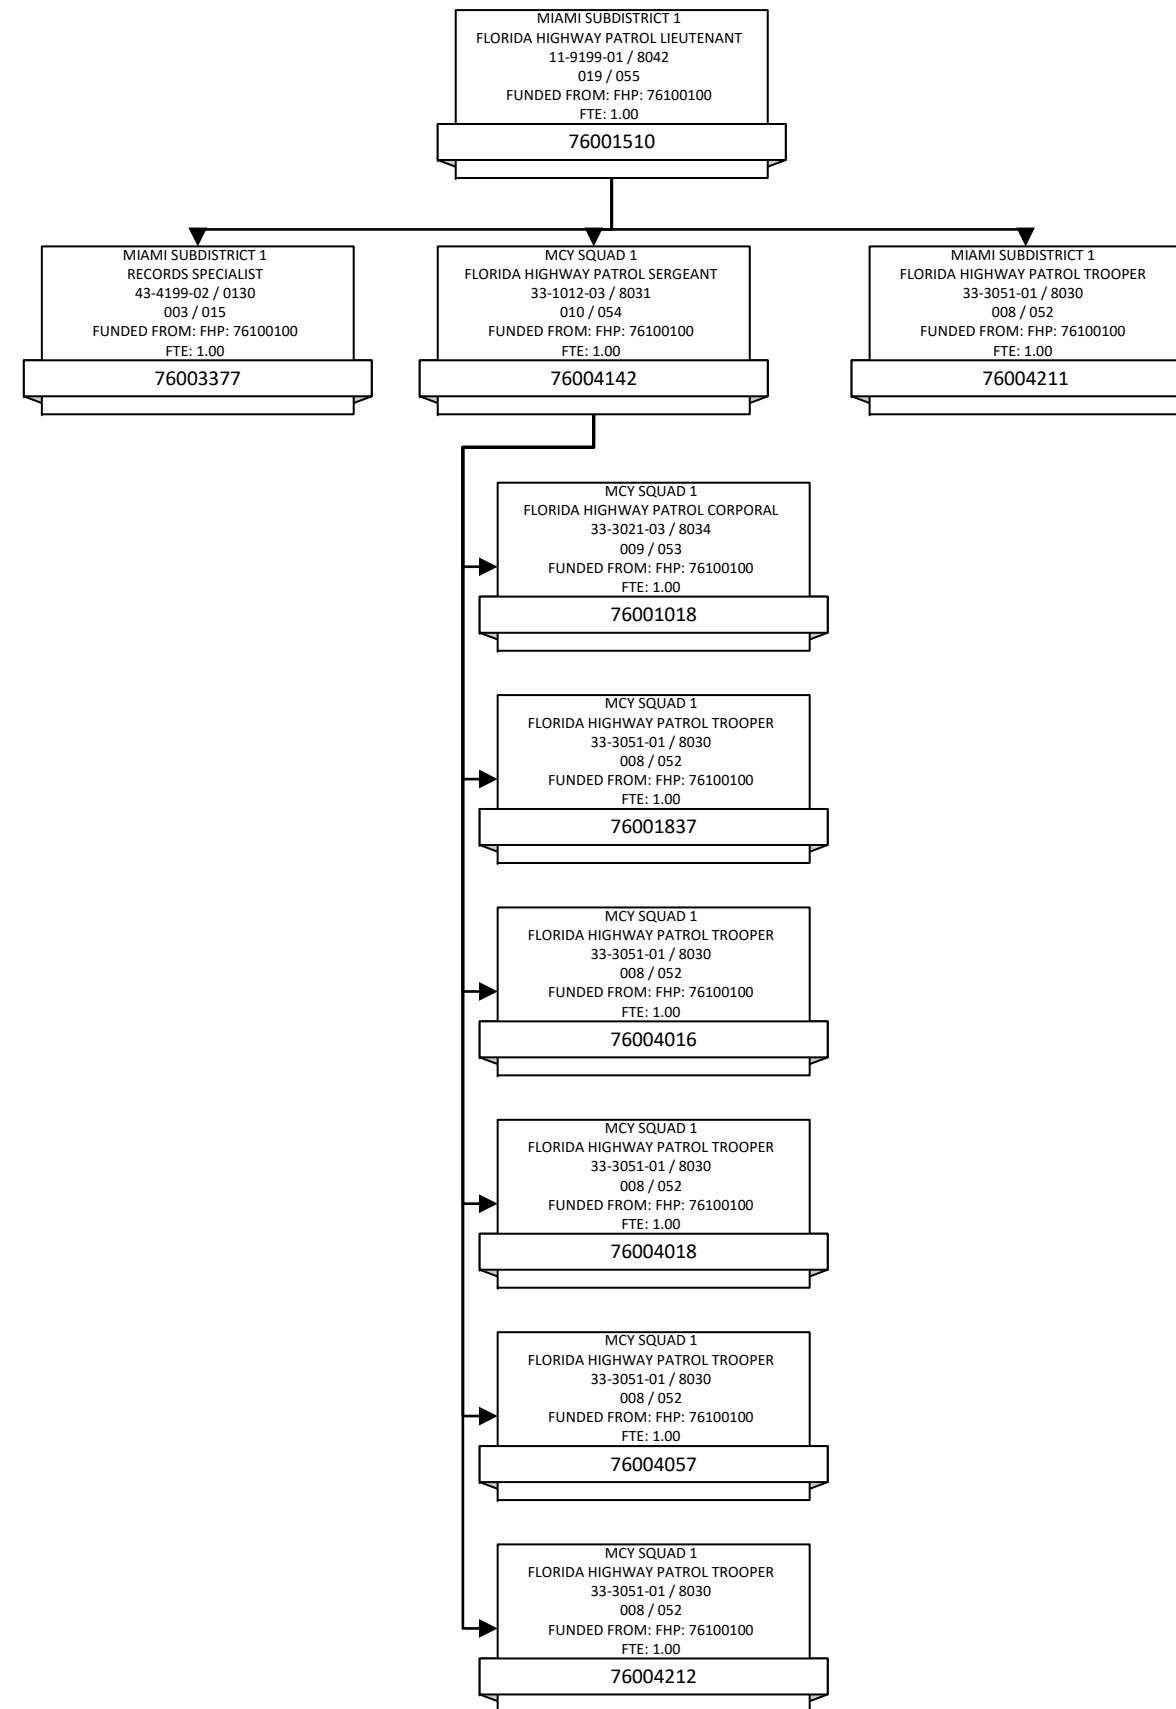 MIAMI SUBDISTRICT 1
FLORIDA HIGHWAY PATROL LIEUTENANT
11-9199-01 / 8042
019 / 055
FUNDED FROM: FHP: 76100100
FTE: 1.00
76001510
MIAMI SUBDISTRICT 1
RECORDS SPECIALIST
43-4199-02 / 0130
003 / 015
FUNDED FROM: FHP: 76100100
FTE: 1.00
76003377
MCY SQUAD 1
FLORIDA HIGHWAY PATROL SERGEANT
33-1012-03 / 8031
010 / 054
FUNDED FROM: FHP: 76100100
FTE: 1.00
76004142
MIAMI SUBDISTRICT 1
FLORIDA HIGHWAY PATROL TROOPER
33-3051-01 / 8030
008 / 052
FUNDED FROM: FHP: 76100100
FTE: 1.00
76004211
MCY SQUAD 1
FLORIDA HIGHWAY PATROL CORPORAL
33-3021-03 / 8034
009 / 053
FUNDED FROM: FHP: 76100100
FTE: 1.00
76001018
MCY SQUAD 1
FLORIDA HIGHWAY PATROL TROOPER
33-3051-01 / 8030
008 / 052
FUNDED FROM: FHP: 76100100
FTE: 1.00
76001837
MCY SQUAD 1
FLORIDA HIGHWAY PATROL TROOPER
33-3051-01 / 8030
008 / 052
FUNDED FROM: FHP: 76100100
FTE: 1.00
76004016
MCY SQUAD 1
FLORIDA HIGHWAY PATROL TROOPER
33-3051-01 / 8030
008 / 052
FUNDED FROM: FHP: 76100100
FTE: 1.00
76004018
MCY SQUAD 1
FLORIDA HIGHWAY PATROL TROOPER
33-3051-01 / 8030
008 / 052
FUNDED FROM: FHP: 76100100
FTE: 1.00
76004057
MCY SQUAD 1
FLORIDA HIGHWAY PATROL TROOPER
33-3051-01 / 8030
008 / 052
FUNDED FROM: FHP: 76100100
FTE: 1.00
76004212